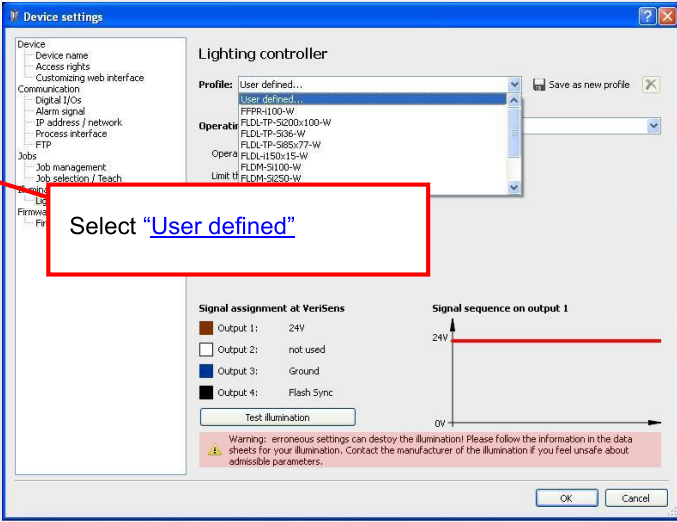 Device settings
Device
Device name
Access rights
Customizing web interface
Communication
Digital I/Os
Alarm signal
IP address / network
Process interface
FTP
Jobs
Job management
Job selection / Teach
Firmwa
Lighting controller
Profile:
User defined...
Save as new profile
User defined...
FFPR-i100-W
FLDL-TP-Si200x100-W
FLDL-TP-Si36-W
FLDL-TP-Si85x77-W
FLDL-i150x15-W
FLDM-Si100-W
FLDM-Si250-W
Operatin
Opera
Limit th
Select “User defined”
Signal assignment at VeriSens
Output 1: 24V
Output 2: not used
Output 3: Ground
Output 4: Flash Sync
Test illumination
Signal sequence on output 1
24V
0V
Warning: erroneous settings can destoy the illumination! Please follow the information in the data
sheets for your illumination. Contact the manufacturer of the illumination if you feel unsafe about
admissible parameters.
OK Cancel